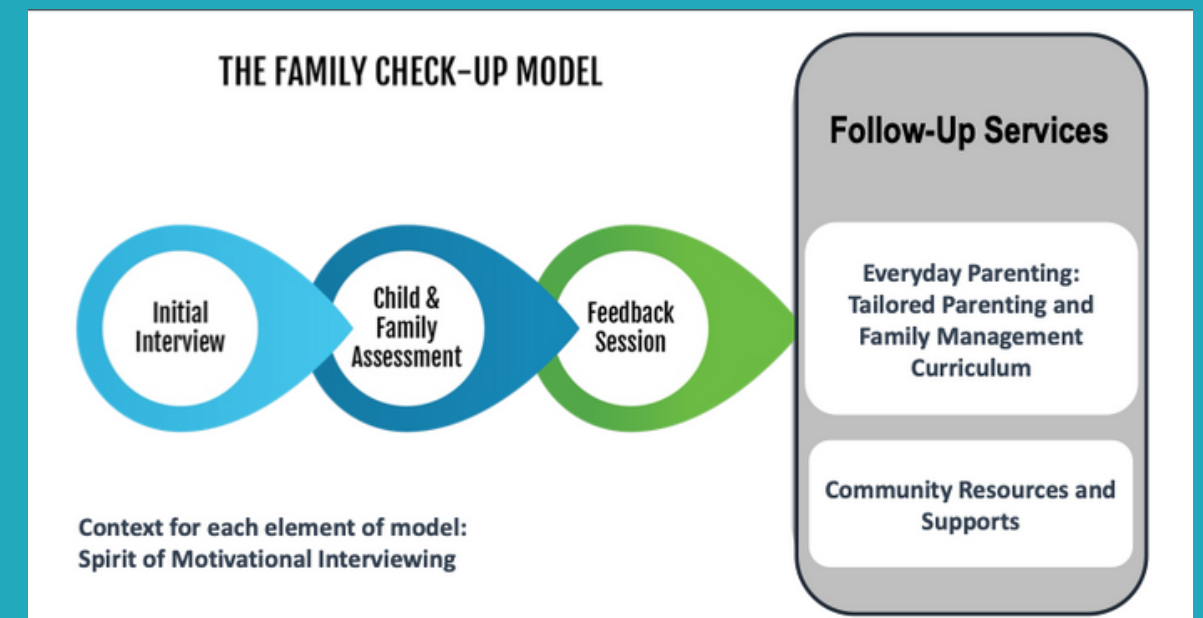 THE FAMILY CHECK-UP MODEL
Initial
Interview
Child &
Family
Assessment
Feedback
Session
Follow-Up Services
Everyday Parenting:
Tailored Parenting and
Family Management
Curriculum
Community Resources and
Supports
Context for each element of model:
Spirit of Motivational Interviewing